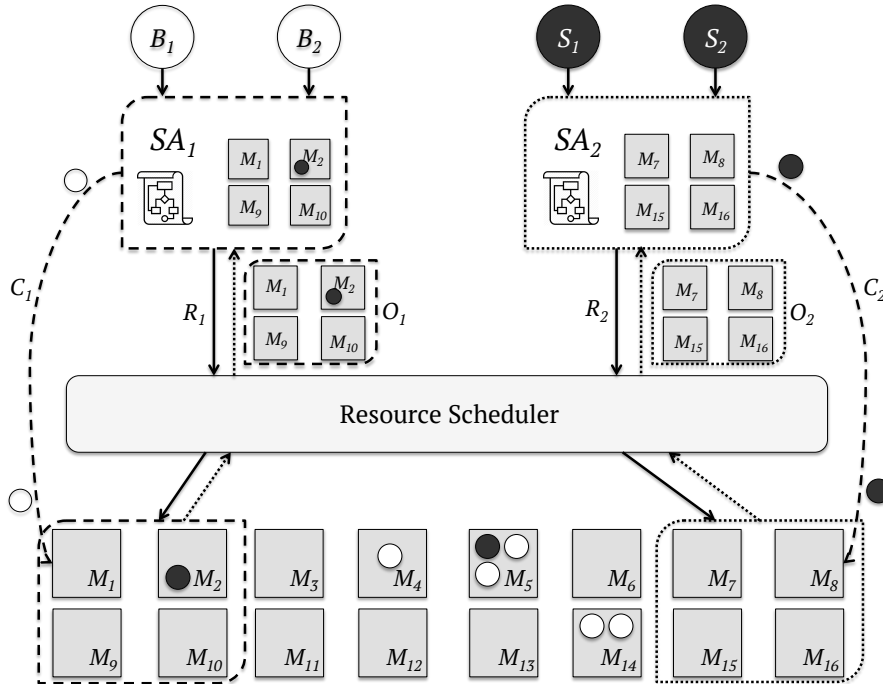 B1 B2 S1 S2
SA1 M1 M2 SA2 M7 M8
M9 M10 M15 M16
C1 R1 M1 M2 O1 R2 M7 M8 O2 C2
M9 M10 M15 M16
Resource Scheduler
M1 M2 M3 M4 M5 M6 M7 M8
M9 M10 M11 M12 M13 M14 M15 M16